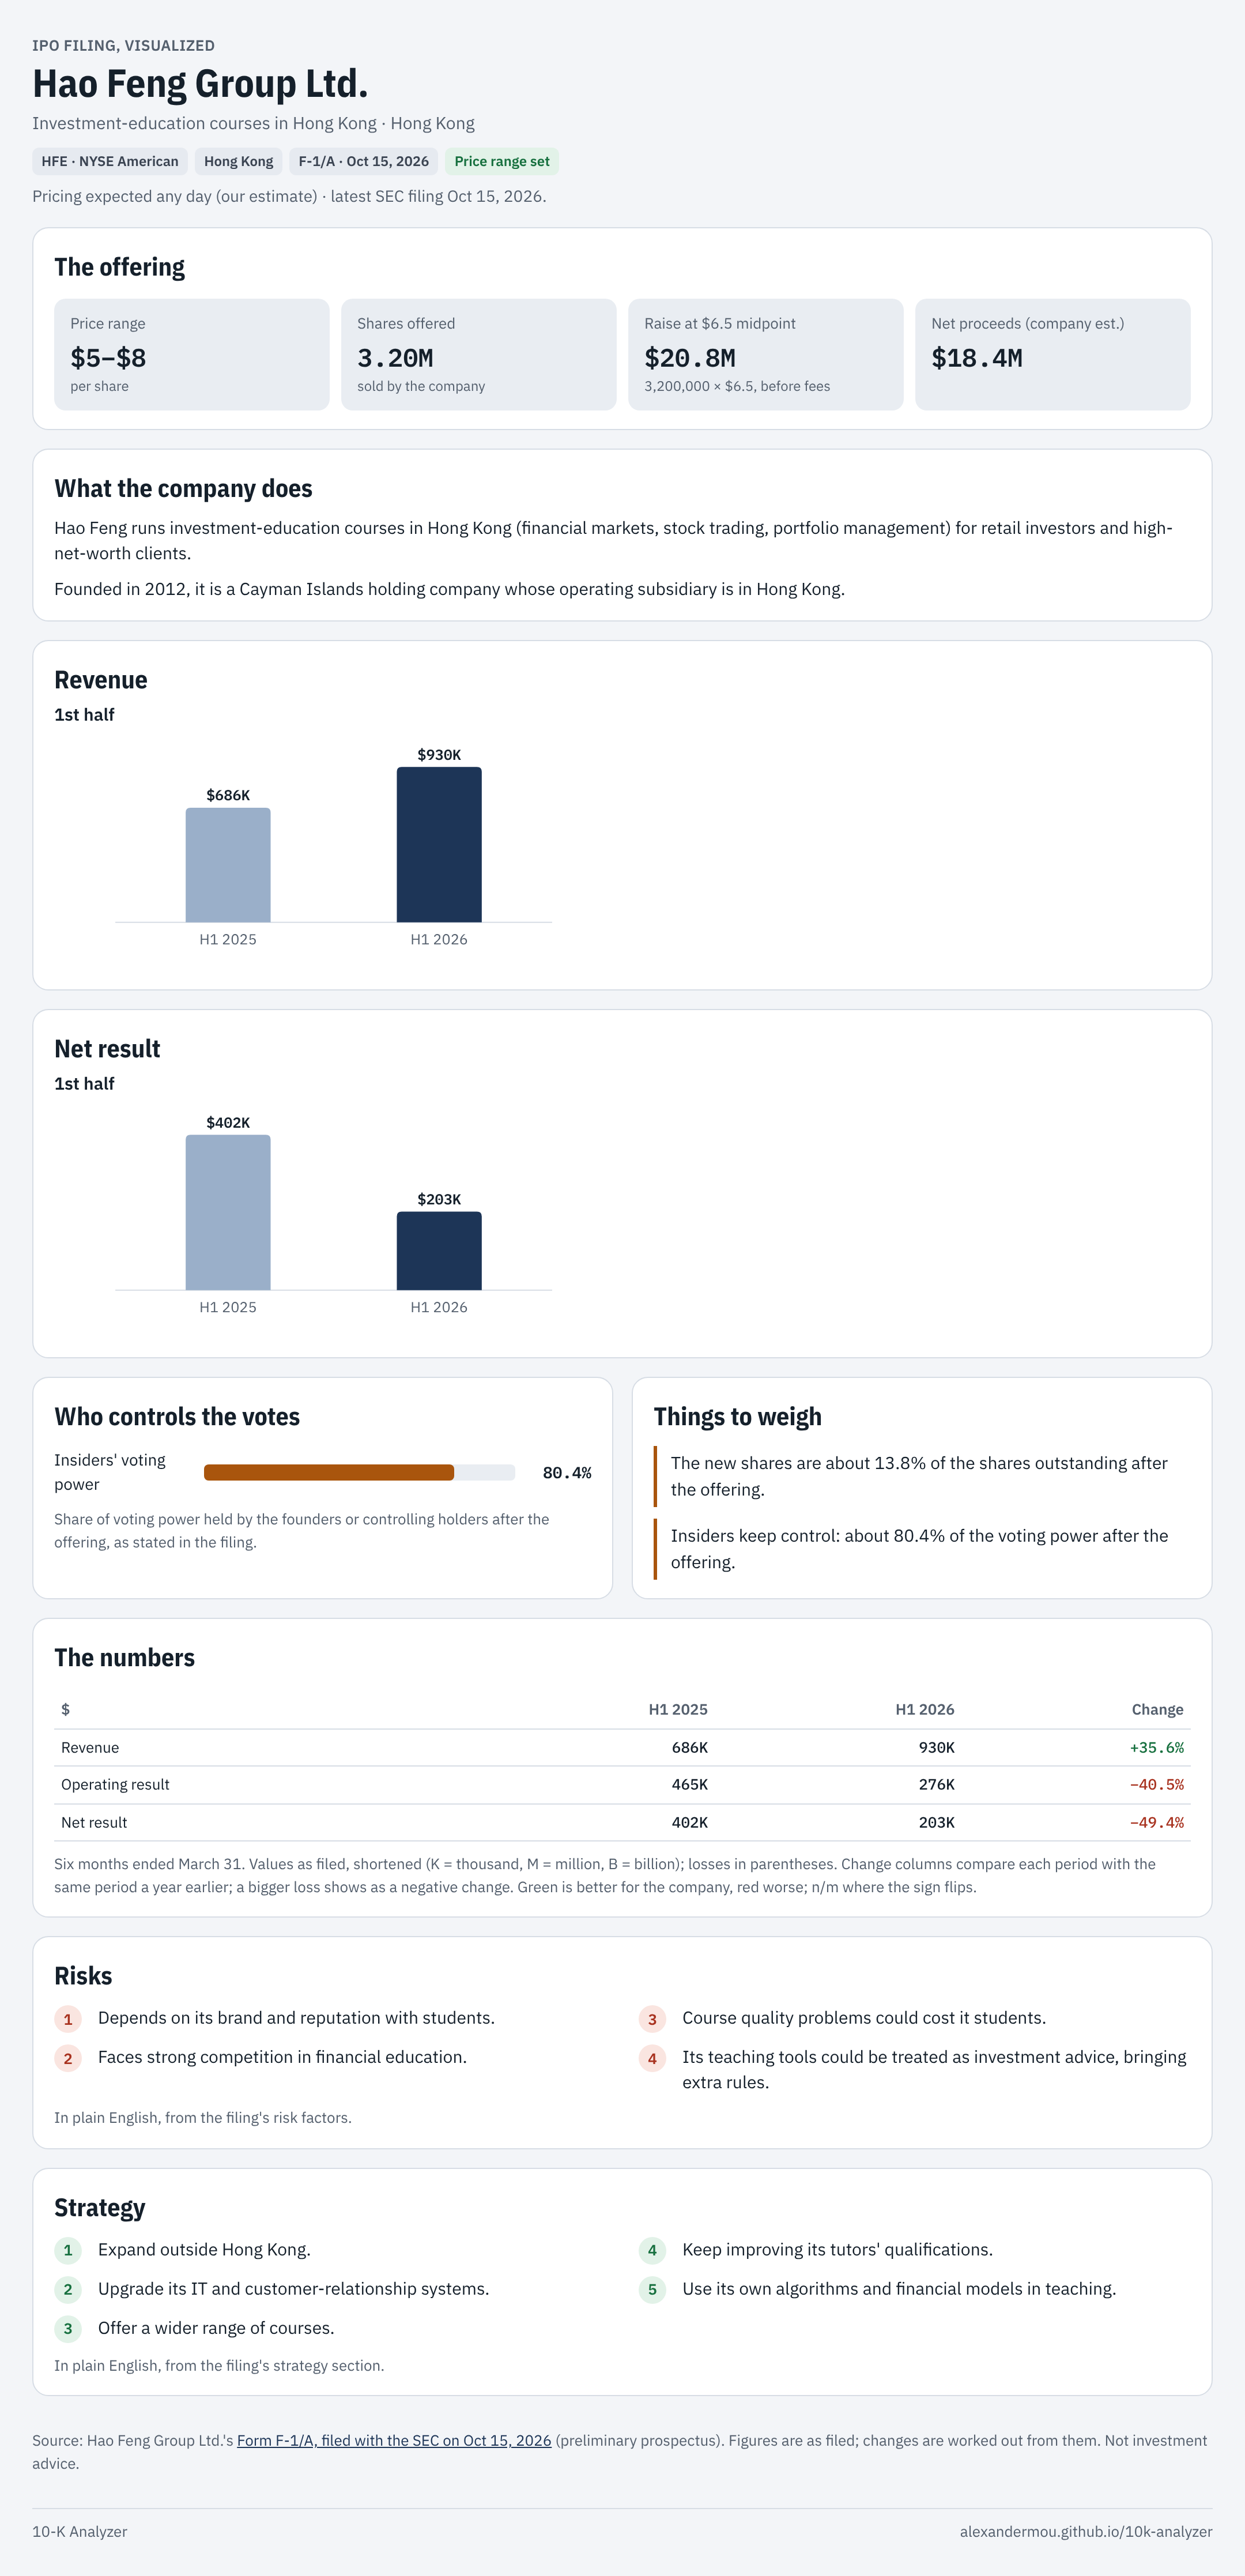 IPO FILING, VISUALIZED
Hao Feng Group Ltd.
Investment-education courses in Hong Kong · Hong Kong
HFE · NYSE American
Hong Kong
F-1/A · Oct 15, 2026
Price range set
Pricing expected any day (our estimate) · latest SEC filing Oct 15, 2026.
The offering
Price range
$5–$8
per share
Shares offered
3.20M
sold by the company
Raise at $6.5 midpoint
$20.8M
3,200,000 × $6.5, before fees
Net proceeds (company est.)
$18.4M
What the company does
Hao Feng runs investment-education courses in Hong Kong (financial markets, stock trading, portfolio management) for retail investors and high-
net-worth clients.
Founded in 2012, it is a Cayman Islands holding company whose operating subsidiary is in Hong Kong.
Revenue
1st half
$686K
$930K
H1 2025
H1 2026
Net result
1st half
$402K
$203K
H1 2025
H1 2026
Who controls the votes
Insiders' voting
power
80.4%
Share of voting power held by the founders or controlling holders after the
offering, as stated in the filing.
Things to weigh
The new shares are about 13.8% of the shares outstanding after
the offering.
Insiders keep control: about 80.4% of the voting power after the
offering.
The numbers
$ H1 2025 H1 2026 Change
Revenue 686K 930K +35.6%
Operating result 465K 276K −40.5%
Net result 402K 203K −49.4%
Six months ended March 31. Values as filed, shortened (K = thousand, M = million, B = billion); losses in parentheses. Change columns compare each period with the
same period a year earlier; a bigger loss shows as a negative change. Green is better for the company, red worse; n/m where the sign flips.
Risks
1 Depends on its brand and reputation with students.
2 Faces strong competition in financial education.
3 Course quality problems could cost it students.
4 Its teaching tools could be treated as investment advice, bringing
extra rules.
In plain English, from the filing's risk factors.
Strategy
1 Expand outside Hong Kong.
2 Upgrade its IT and customer-relationship systems.
3 Offer a wider range of courses.
4 Keep improving its tutors' qualifications.
5 Use its own algorithms and financial models in teaching.
In plain English, from the filing's strategy section.
Source: Hao Feng Group Ltd.'s Form F-1/A, filed with the SEC on Oct 15, 2026 (preliminary prospectus). Figures are as filed; changes are worked out from them. Not investment
advice.
10-K Analyzer
alexandermou.github.io/10k-analyzer